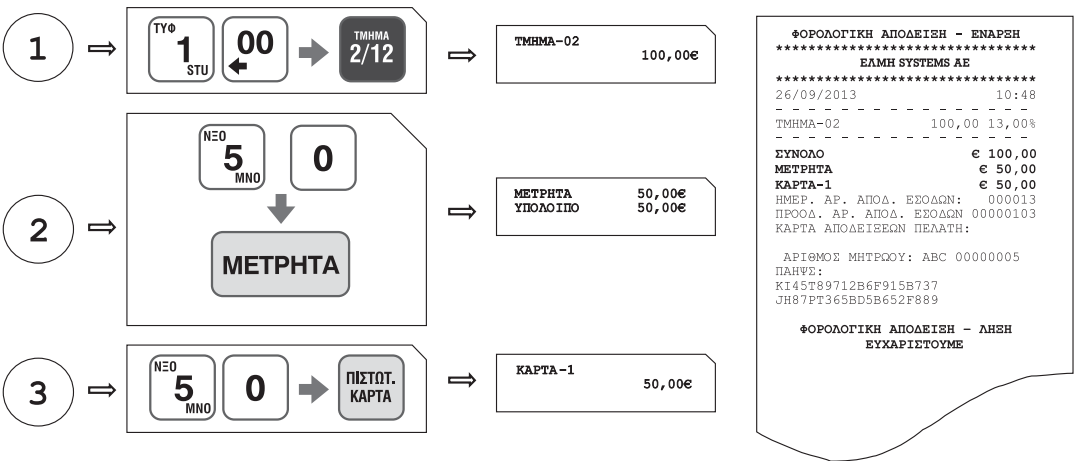 1
ΤΥΦ
1
STU
00
ΤΜΗΜΑ
2/12
ΤΜΗΜΑ-02
100,00€
2
ΝΞΟ
5
MNO
0
ΜΕΤΡΗΤΑ
ΜΕΤΡΗΤΑ 50,00€
ΥΠΟΛΟΙΠΟ 50,00€
3
ΝΞΟ
5
MNO
0
ΠΙΣΤΩΤ.
ΚΑΡΤΑ
ΚΑΡΤΑ-1
50,00€
ΦΟΡΟΛΟΓΙΚΗ ΑΠΟΔΕΙΞΗ - ΕΝΑΡΞΗ
********************************
ΕΛΜΗ SYSTEMS ΑΕ
********************************
26/09/2013 10:48
- - - - - - - - - - - - - - - -
ΤΜΗΜΑ-02 100,00 13,00%
- - - - - - - - - - - - - - - -
ΣΥΝΟΛΟ € 100,00
ΜΕΤΡΗΤΑ € 50,00
ΚΑΡΤΑ-1 € 50,00
ΗΜΕΡ. ΑΡ. ΑΠΟΔ. ΕΣΟΔΩΝ: 000013
ΠΡΟΟΔ. ΑΡ. ΑΠΟΔ. ΕΣΟΔΩΝ 00000103
ΚΑΡΤΑ ΑΠΟΔΕΙΞΕΩΝ ΠΕΛΑΤΗ:
ΑΡΙΘΜΟΣ ΜΗΤΡΩΟΥ: ABC 00000005
ΠΑΗΨΣ:
KI45T89712B6F915B737
JH87PT365BD5B652F889
ΦΟΡΟΛΟΓΙΚΗ ΑΠΟΔΕΙΞΗ - ΛΗΞΗ
ΕΥΧΑΡΙΣΤΟΥΜΕ